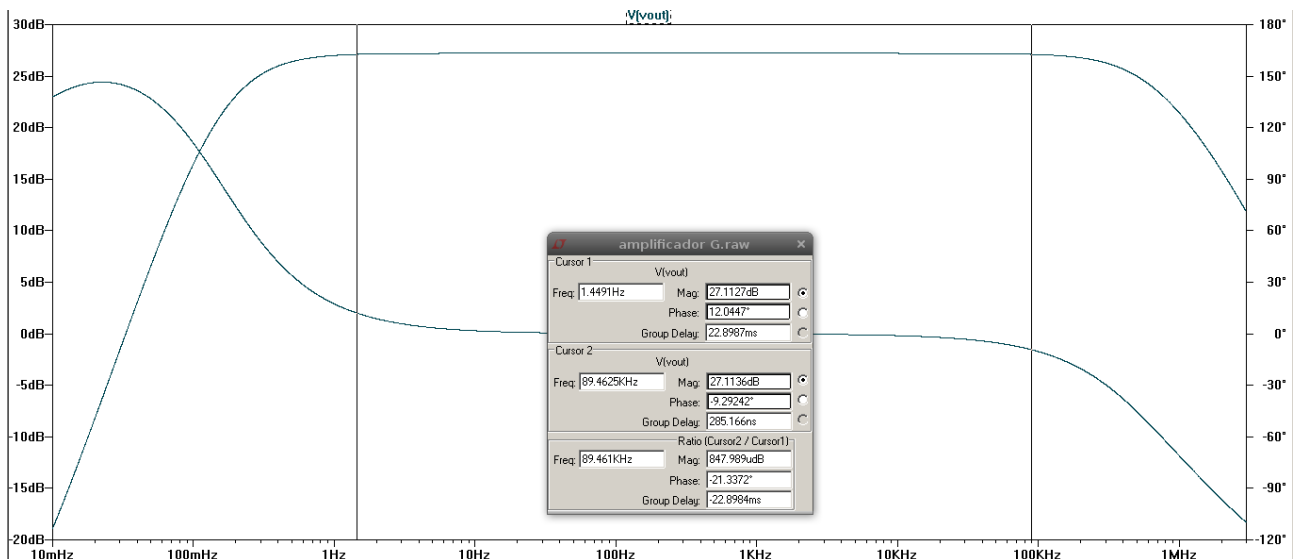 V(vout)
30dB 180°
25dB 150°
20dB 120°
15dB 90°
10dB 60°
5dB 30°
0dB 0°
-5dB -30°
-10dB -60°
-15dB -90°
-20dB -120°
10mHz 100mHz 1Hz 10Hz 100Hz 1KHz 10KHz 100KHz 1MHz
amplificador G.raw ×
Cursor 1
V(vout)
Freq: 1.4491Hz Mag: 27.1127dB
Phase: 12.0447°
Group Delay: 22.8987ms
Cursor 2
V(vout)
Freq: 89.4625KHz Mag: 27.1136dB
Phase: -9.29242°
Group Delay: 285.166ns
Ratio (Cursor2 / Cursor1)
Freq: 89.461KHz Mag: 847.989udB
Phase: -21.3372°
Group Delay: -22.8984ms